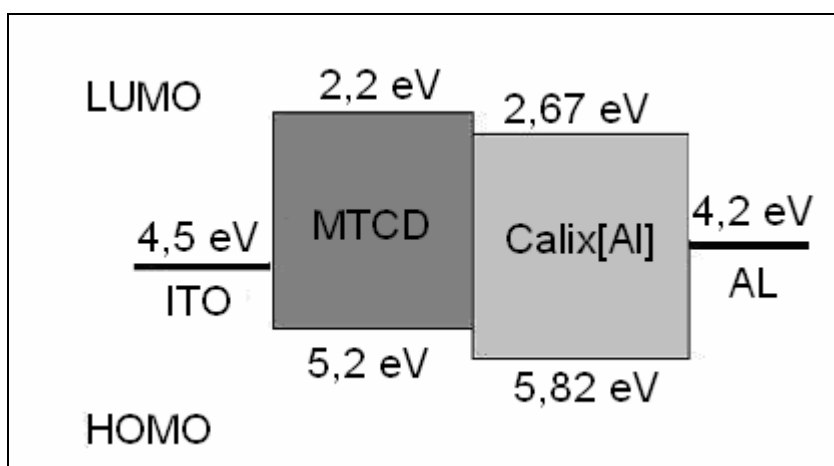 LUMO
2,2 eV
2,67 eV
4,5 eV
MTCD
Calix[Al]
4,2 eV
ITO
AL
5,2 eV
5,82 eV
HOMO